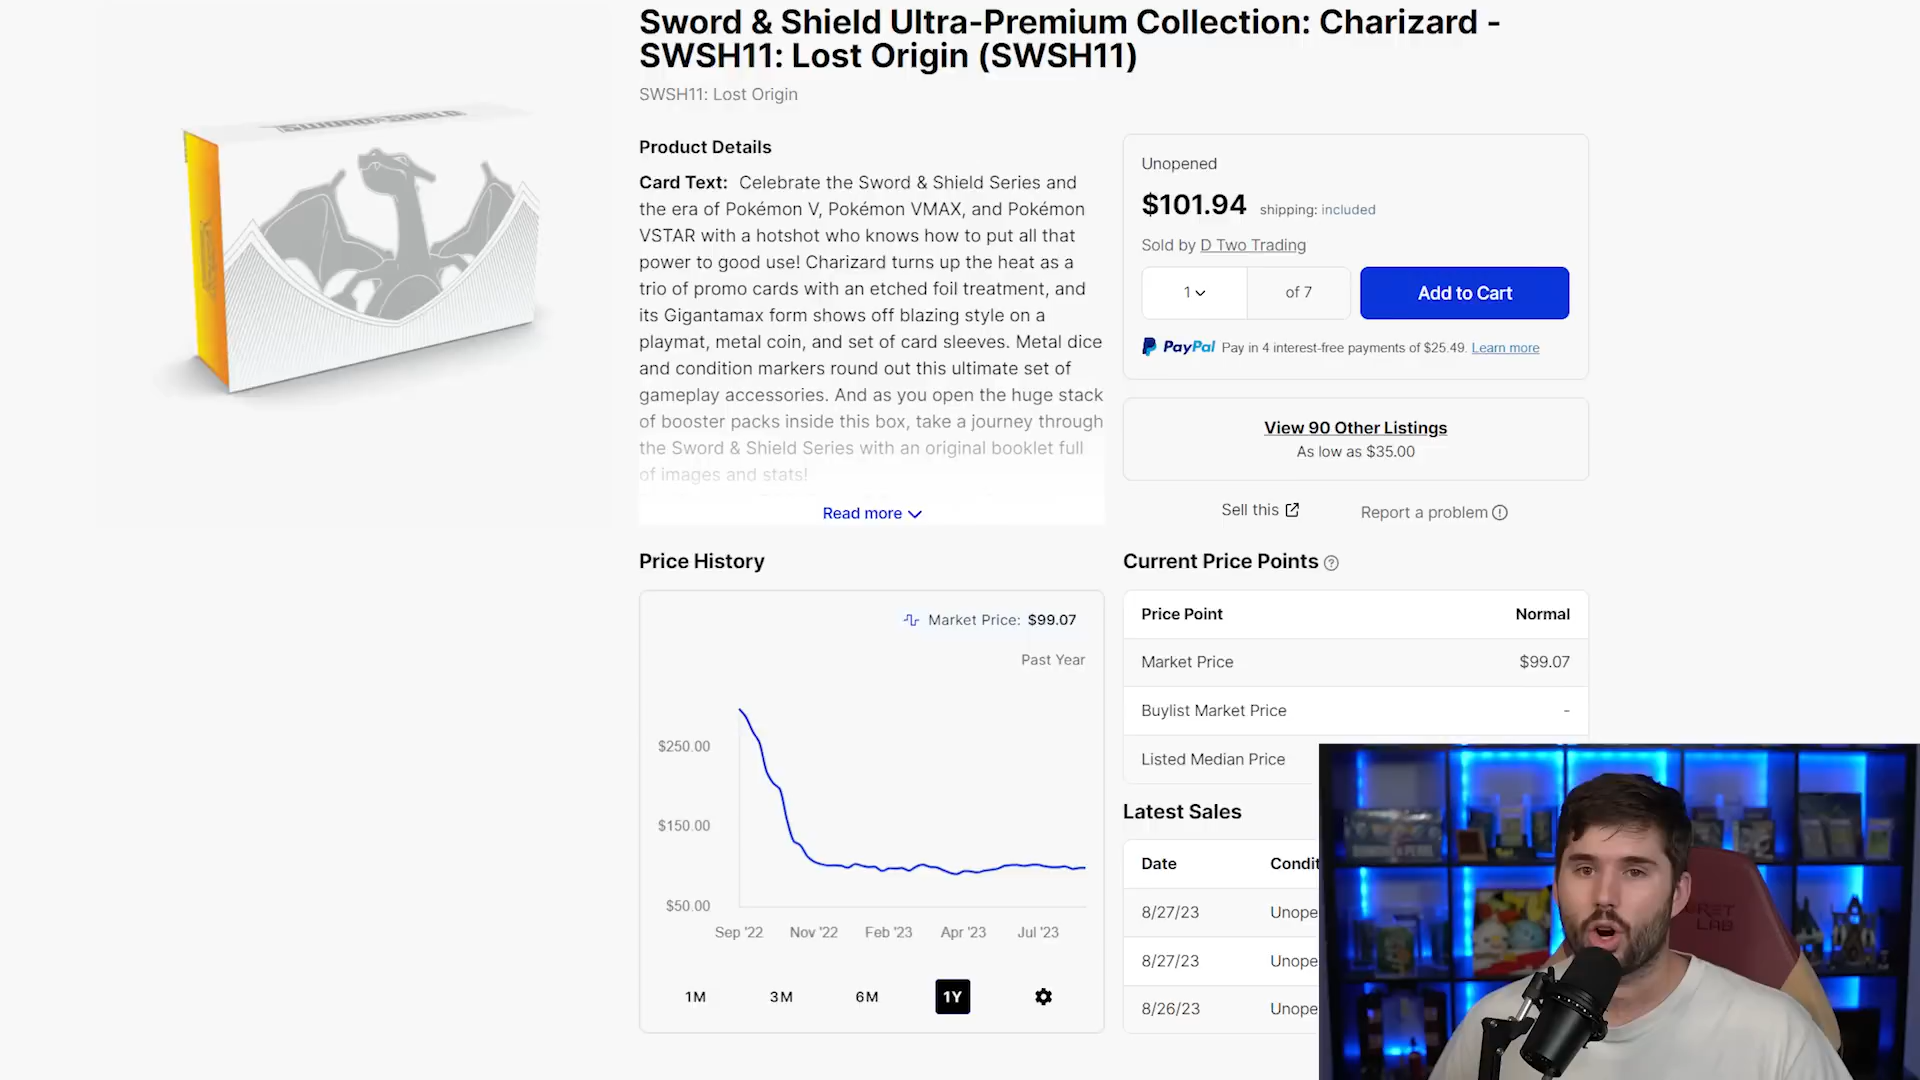 Sword & Shield Ultra-Premium Collection: Charizard -
SWSH11: Lost Origin (SWSH11)
SWSH11: Lost Origin
SWORD & SHIELD
Product Details
Card Text: Celebrate the Sword & Shield Series and
the era of Pokémon V, Pokémon VMAX, and Pokémon
VSTAR with a hotshot who knows how to put all that
power to good use! Charizard turns up the heat as a
trio of promo cards with an etched foil treatment, and
its Gigantamax form shows off blazing style on a
playmat, metal coin, and set of card sleeves. Metal dice
and condition markers round out this ultimate set of
gameplay accessories. And as you open the huge stack
of booster packs inside this box, take a journey through
the Sword & Shield Series with an original booklet full
of images and stats!
Read more
Unopened
$101.94 shipping: included
Sold by D Two Trading
1 of 7 Add to Cart
PayPal Pay in 4 interest-free payments of $25.49. Learn more
View 90 Other Listings
As low as $35.00
Sell this Report a problem
Price History
Market Price: $99.07
Past Year
$250.00
$150.00
$50.00
Sep '22 Nov '22 Feb '23 Apr '23 Jul '23
1M 3M 6M 1Y
Current Price Points
Price Point Normal
Market Price $99.07
Buylist Market Price -
Listed Median Price
Latest Sales
Date Condit
8/27/23 Unope
8/27/23 Unope
8/26/23 Unope
LAB